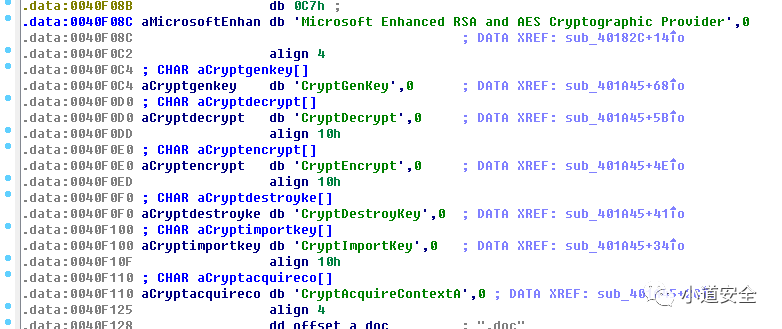 .data:0040F08B db 0C7h ;
.data:0040F08C aMicrosoftEnhan db 'Microsoft Enhanced RSA and AES Cryptographic Provider',0
.data:0040F08C ; DATA XREF: sub_40182C+14↑o
.data:0040F0C2 align 4
.data:0040F0C4 ; CHAR aCryptgenkey[]
.data:0040F0C4 aCryptgenkey db 'CryptGenKey',0 ; DATA XREF: sub_401A45+68↑o
.data:0040F0D0 ; CHAR aCryptdecrypt[]
.data:0040F0D0 aCryptdecrypt db 'CryptDecrypt',0 ; DATA XREF: sub_401A45+5B↑o
.data:0040F0DD align 10h
.data:0040F0E0 ; CHAR aCryptencrypt[]
.data:0040F0E0 aCryptencrypt db 'CryptEncrypt',0 ; DATA XREF: sub_401A45+4E↑o
.data:0040F0ED align 10h
.data:0040F0F0 ; CHAR aCryptdestroyke[]
.data:0040F0F0 aCryptdestroyke db 'CryptDestroyKey',0 ; DATA XREF: sub_401A45+41↑o
.data:0040F100 ; CHAR aCryptimportkey[]
.data:0040F100 aCryptimportkey db 'CryptImportKey',0 ; DATA XREF: sub_401A45+34↑o
.data:0040F10F align 10h
.data:0040F110 ; CHAR aCryptacquireco[]
.data:0040F110 aCryptacquireco db 'CryptAcquireContextA',0 ; DATA XREF:
小道安全
.data:0040F125 align 4
.data:0040F128 dd offset a_doc ; ".doc"